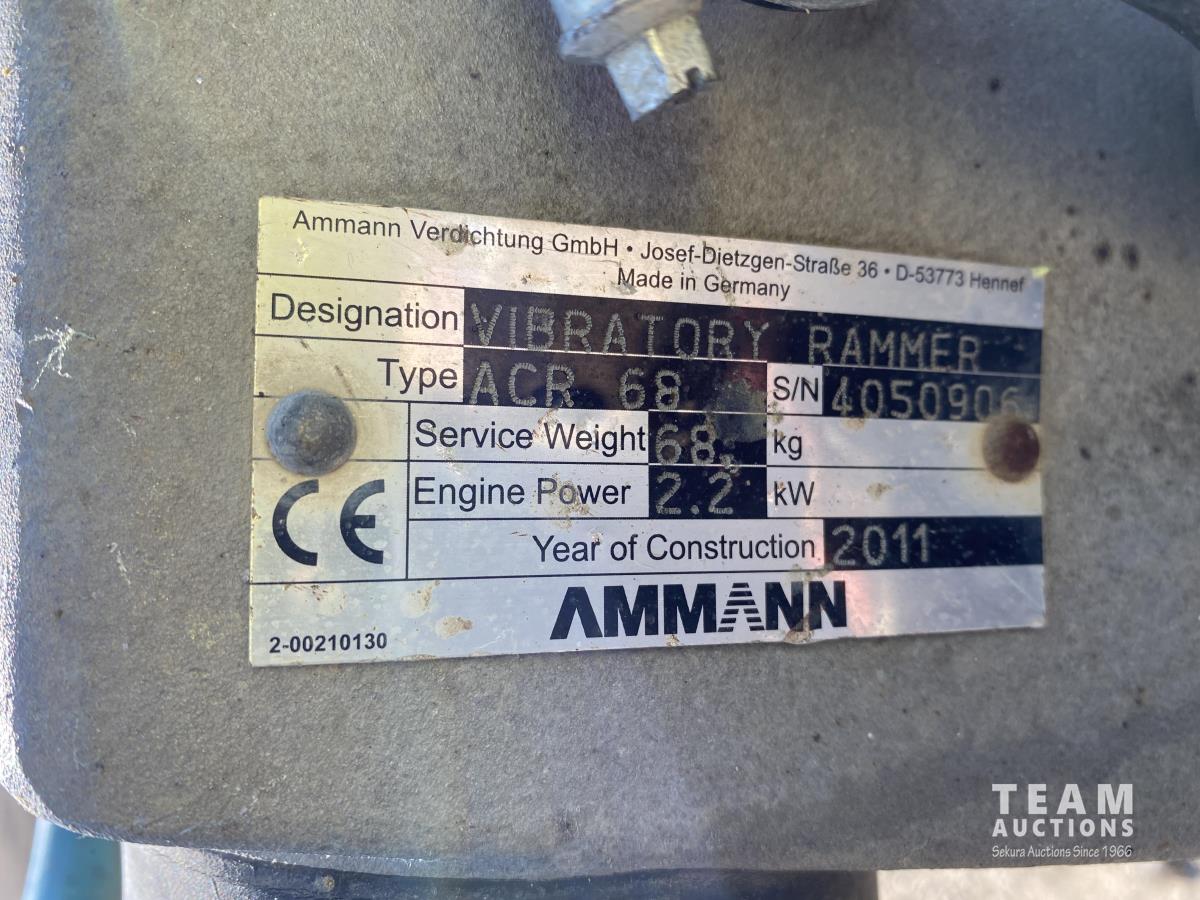 Ammann Verdichtung GmbH • Josef-Dietzgen-Straße 36 • D-53773 Hennef
Made in Germany
Designation VIBRATORY RAMMER
Type ACR 68 S/N 4050906
Service Weight 68, kg
Engine Power 2.2 kW
CE
Year of Construction 2011
AMMANN
2-00210130
TEAM
AUCTIONS
Sekura Auctions Since 1966